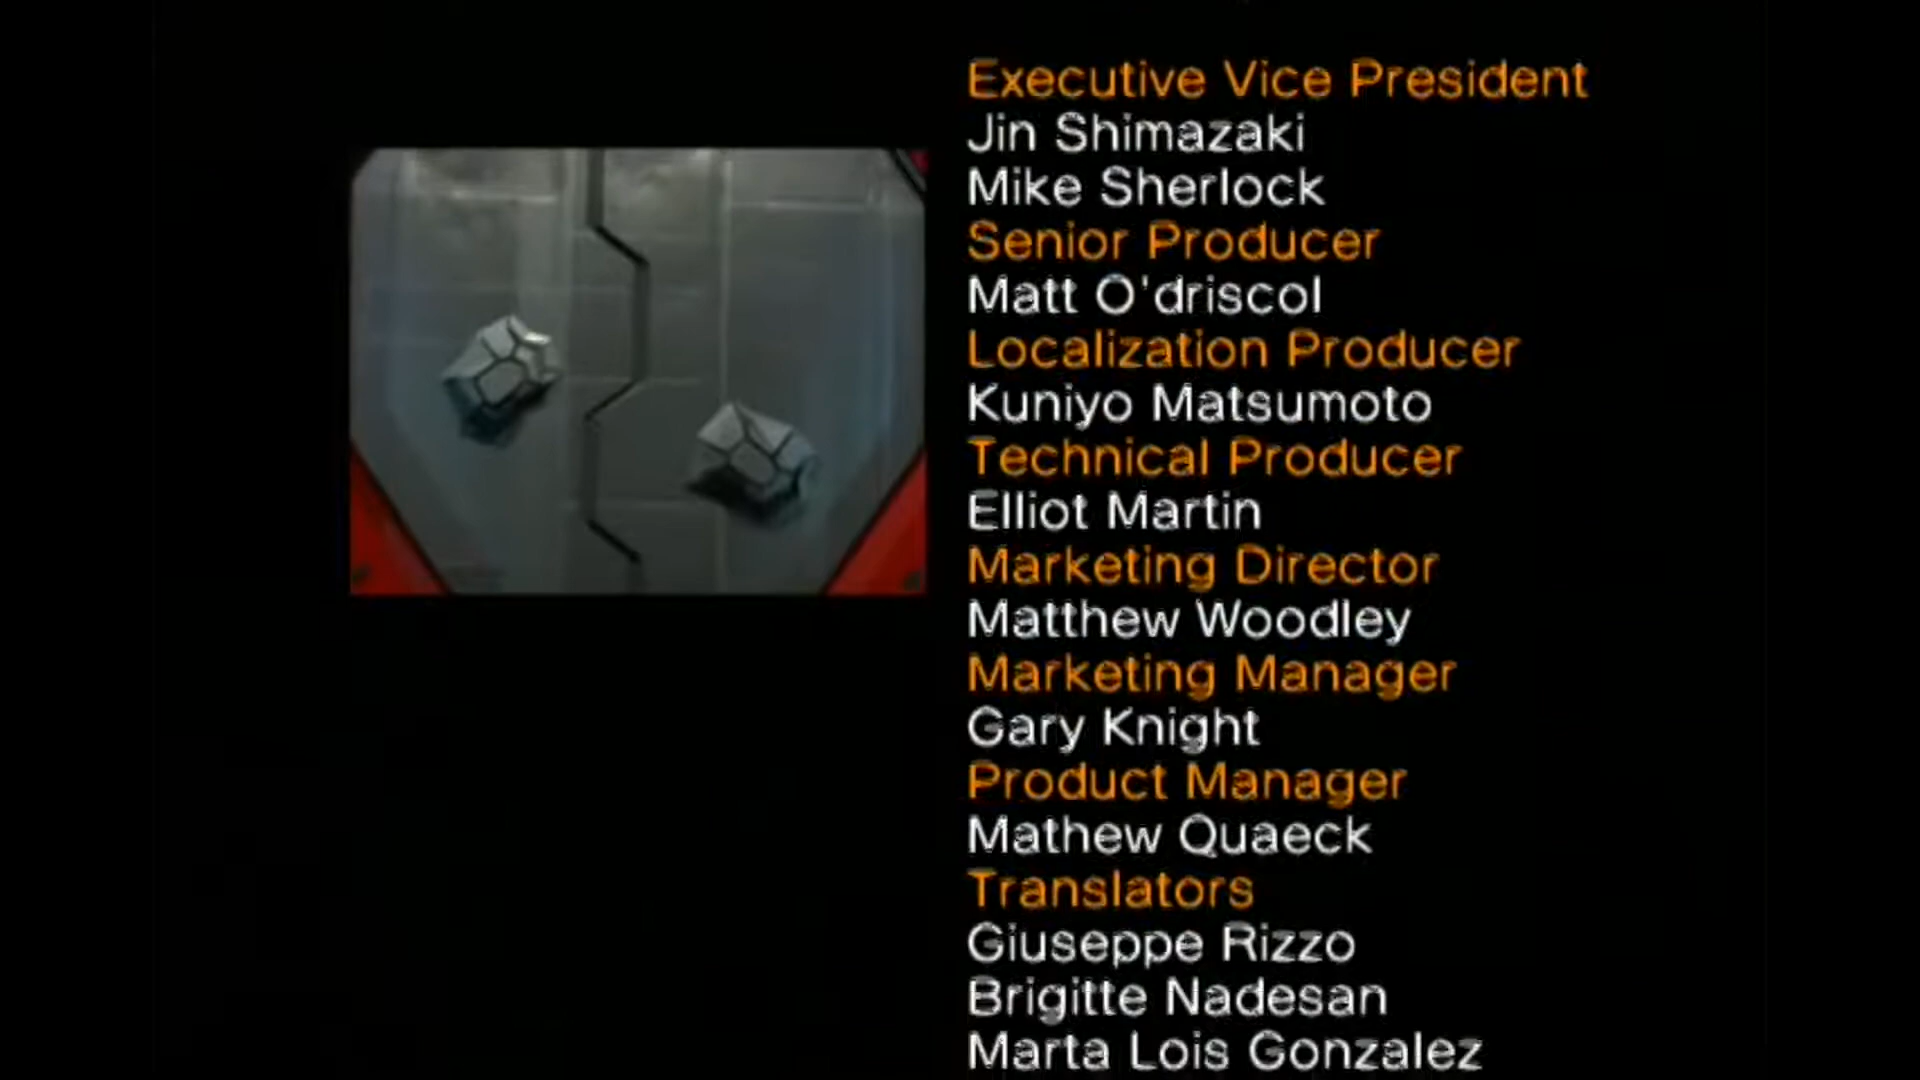 Executive Vice President
Jin Shimazaki
Mike Sherlock
Senior Producer
Matt O'driscol
Localization Producer
Kuniyo Matsumoto
Technical Producer
Elliot Martin
Marketing Director
Matthew Woodley
Marketing Manager
Gary Knight
Product Manager
Mathew Quaeck
Translators
Giuseppe Rizzo
Brigitte Nadesan
Marta Lois Gonzalez